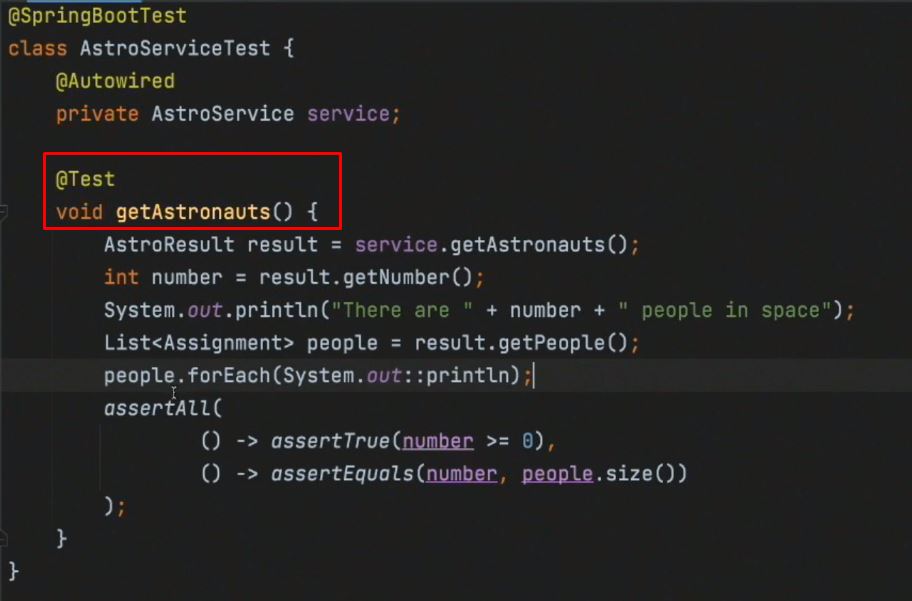 @SpringBootTest
class AstroServiceTest {
@Autowired
private AstroService service;
@Test
void getAstronauts() {
AstroResult result = service.getAstronauts();
int number = result.getNumber();
System.out.println("There are " + number + " people in space");
List<Assignment> people = result.getPeople();
people.forEach(System.out::println);
assertAll(
() -> assertTrue(number >= 0),
() -> assertEquals(number, people.size())
);
}
}